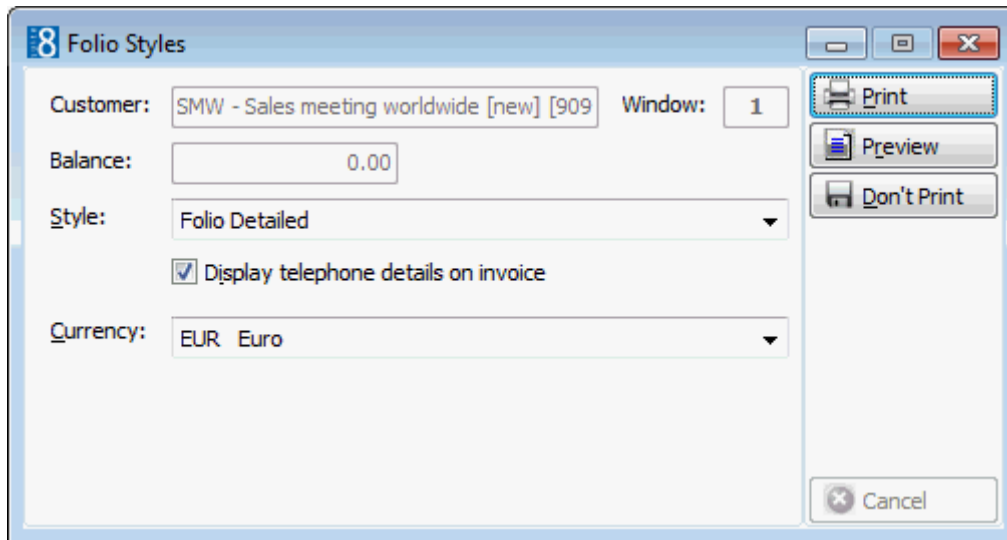 8 Folio Styles
Customer: SMW - Sales meeting worldwide [new] [909 Window: 1
Balance: 0.00
Style: Folio Detailed
Display telephone details on invoice
Currency: EUR Euro
Print
Preview
Don't Print
Cancel